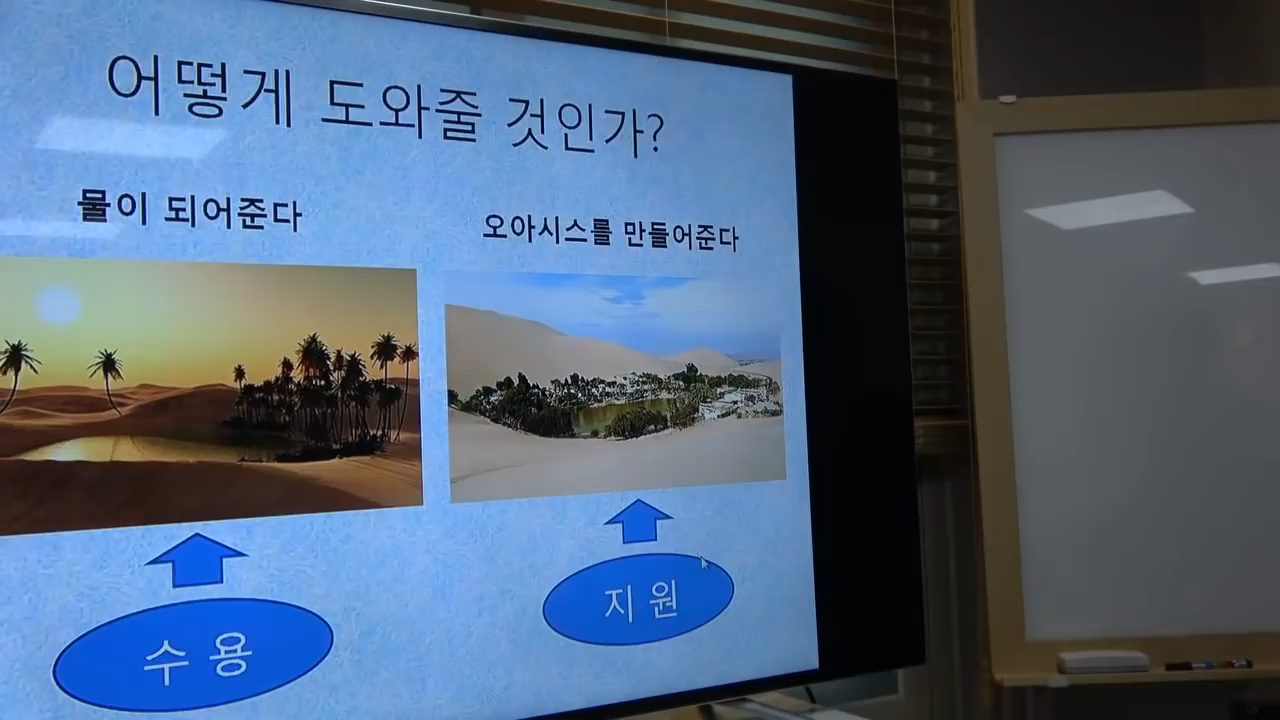 어떻게 도와줄 것인가?
물이 되어준다
오아시스를 만들어준다
수용
지원